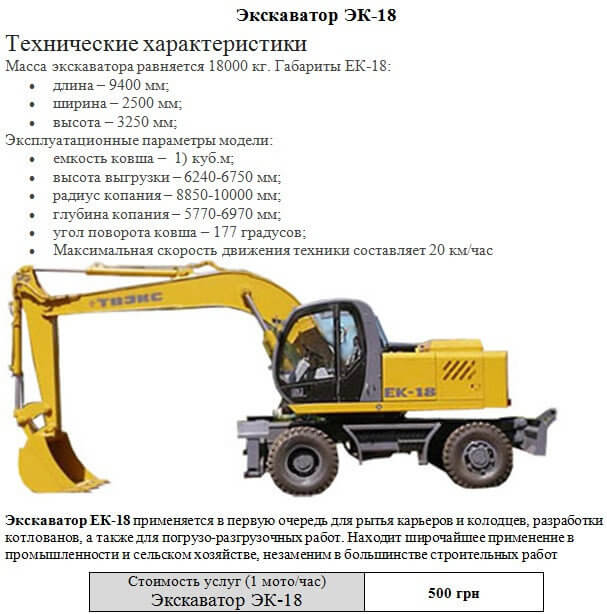 Экскаватор ЭК-18
Технические характеристики
Масса экскаватора равняется 18000 кг. Габариты ЕК-18:
• длина – 9400 мм;
• ширина – 2500 мм;
• высота – 3250 мм;
Эксплуатационные параметры модели:
• емкость ковша – 1) куб.м;
• высота выгрузки – 6240-6750 мм;
• радиус копания – 8850-10000 мм;
• глубина копания – 5770-6970 мм;
• угол поворота ковша – 177 градусов;
• Максимальная скорость движения техники составляет 20 км/час
ТВЭКС
ЕК-18
Экскаватор ЕК-18 применяется в первую очередь для рытья карьеров и колодцев, разработки
котлованов, а также для погрузо-разгрузочных работ. Находит широчайшее применение в
промышленности и сельском хозяйстве, незаменим в большинстве строительных работ
Стоимость услуг (1 мото/час)
Экскаватор ЭК-18
500 грн